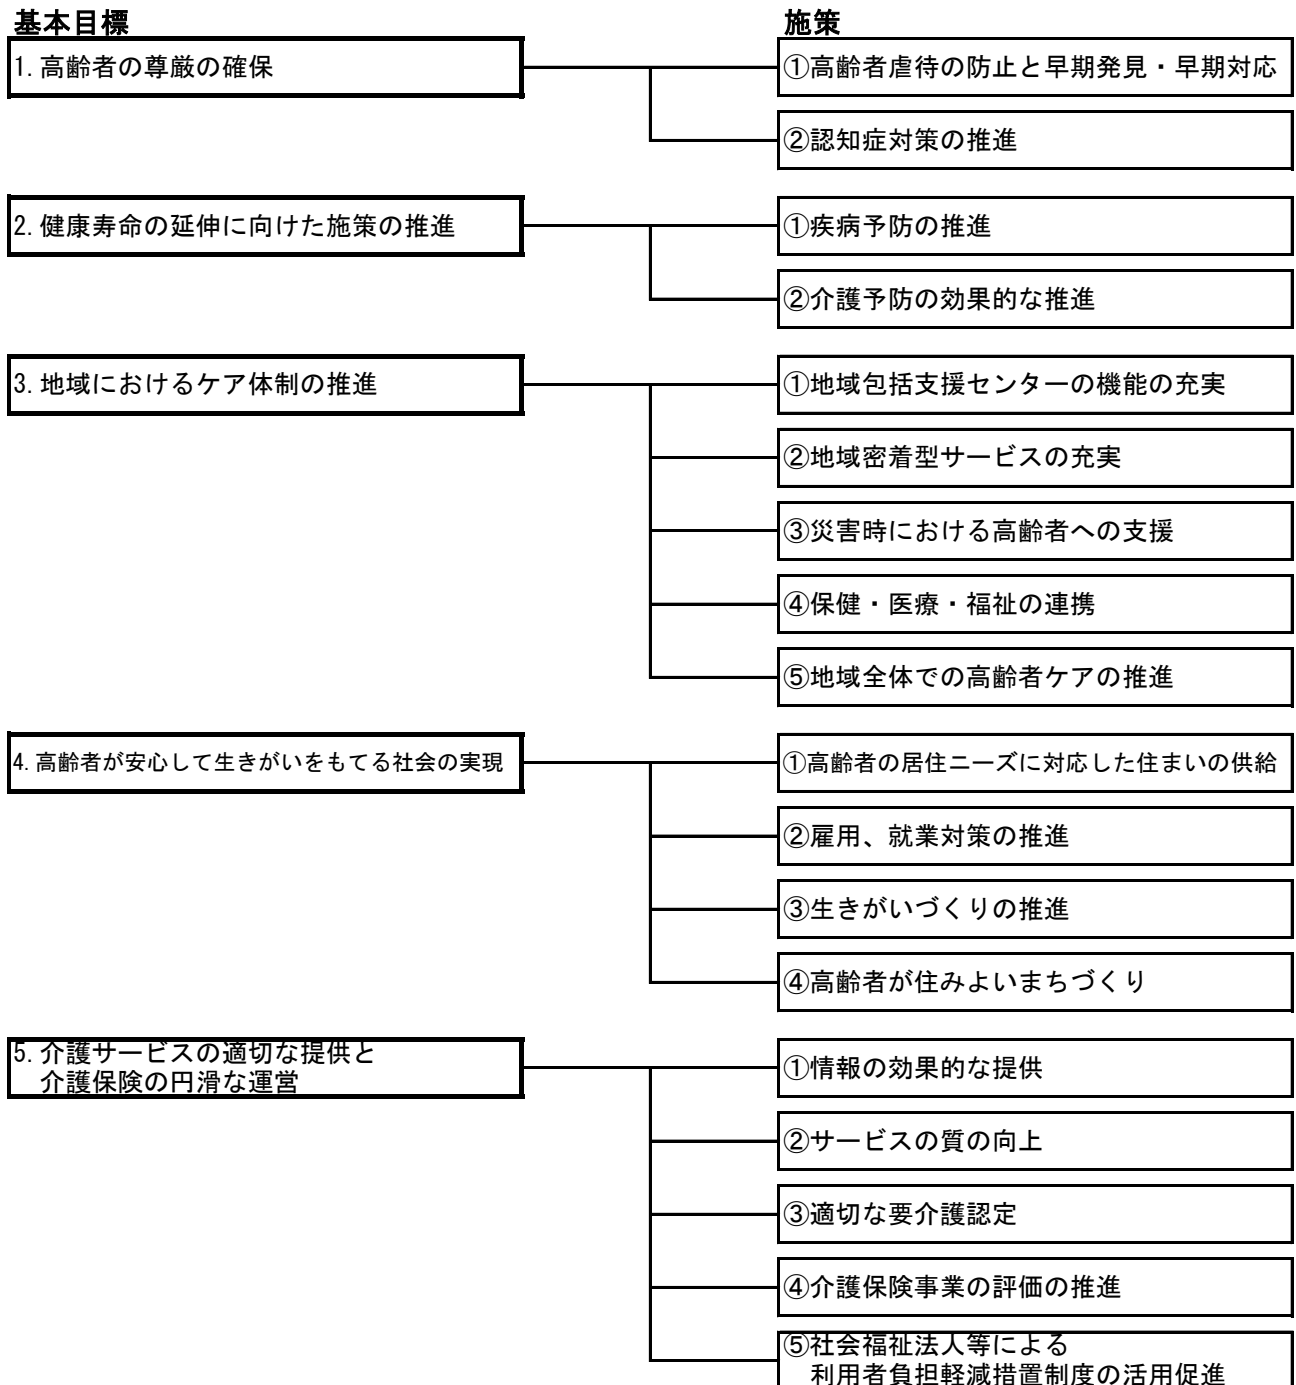 基本目標
施策
1. 高齢者の尊厳の確保
①高齢者虐待の防止と早期発見・早期対応
②認知症対策の推進
2. 健康寿命の延伸に向けた施策の推進
①疾病予防の推進
②介護予防の効果的な推進
3. 地域におけるケア体制の推進
①地域包括支援センターの機能の充実
②地域密着型サービスの充実
③災害時における高齢者への支援
④保健・医療・福祉の連携
⑤地域全体での高齢者ケアの推進
4. 高齢者が安心して生きがいをもてる社会の実現
①高齢者の居住ニーズに対応した住まいの供給
②雇用、就業対策の推進
③生きがいづくりの推進
④高齢者が住みよいまちづくり
5. 介護サービスの適切な提供と
介護保険の円滑な運営
①情報の効果的な提供
②サービスの質の向上
③適切な要介護認定
④介護保険事業の評価の推進
⑤社会福祉法人等による
利用者負担軽減措置制度の活用促進